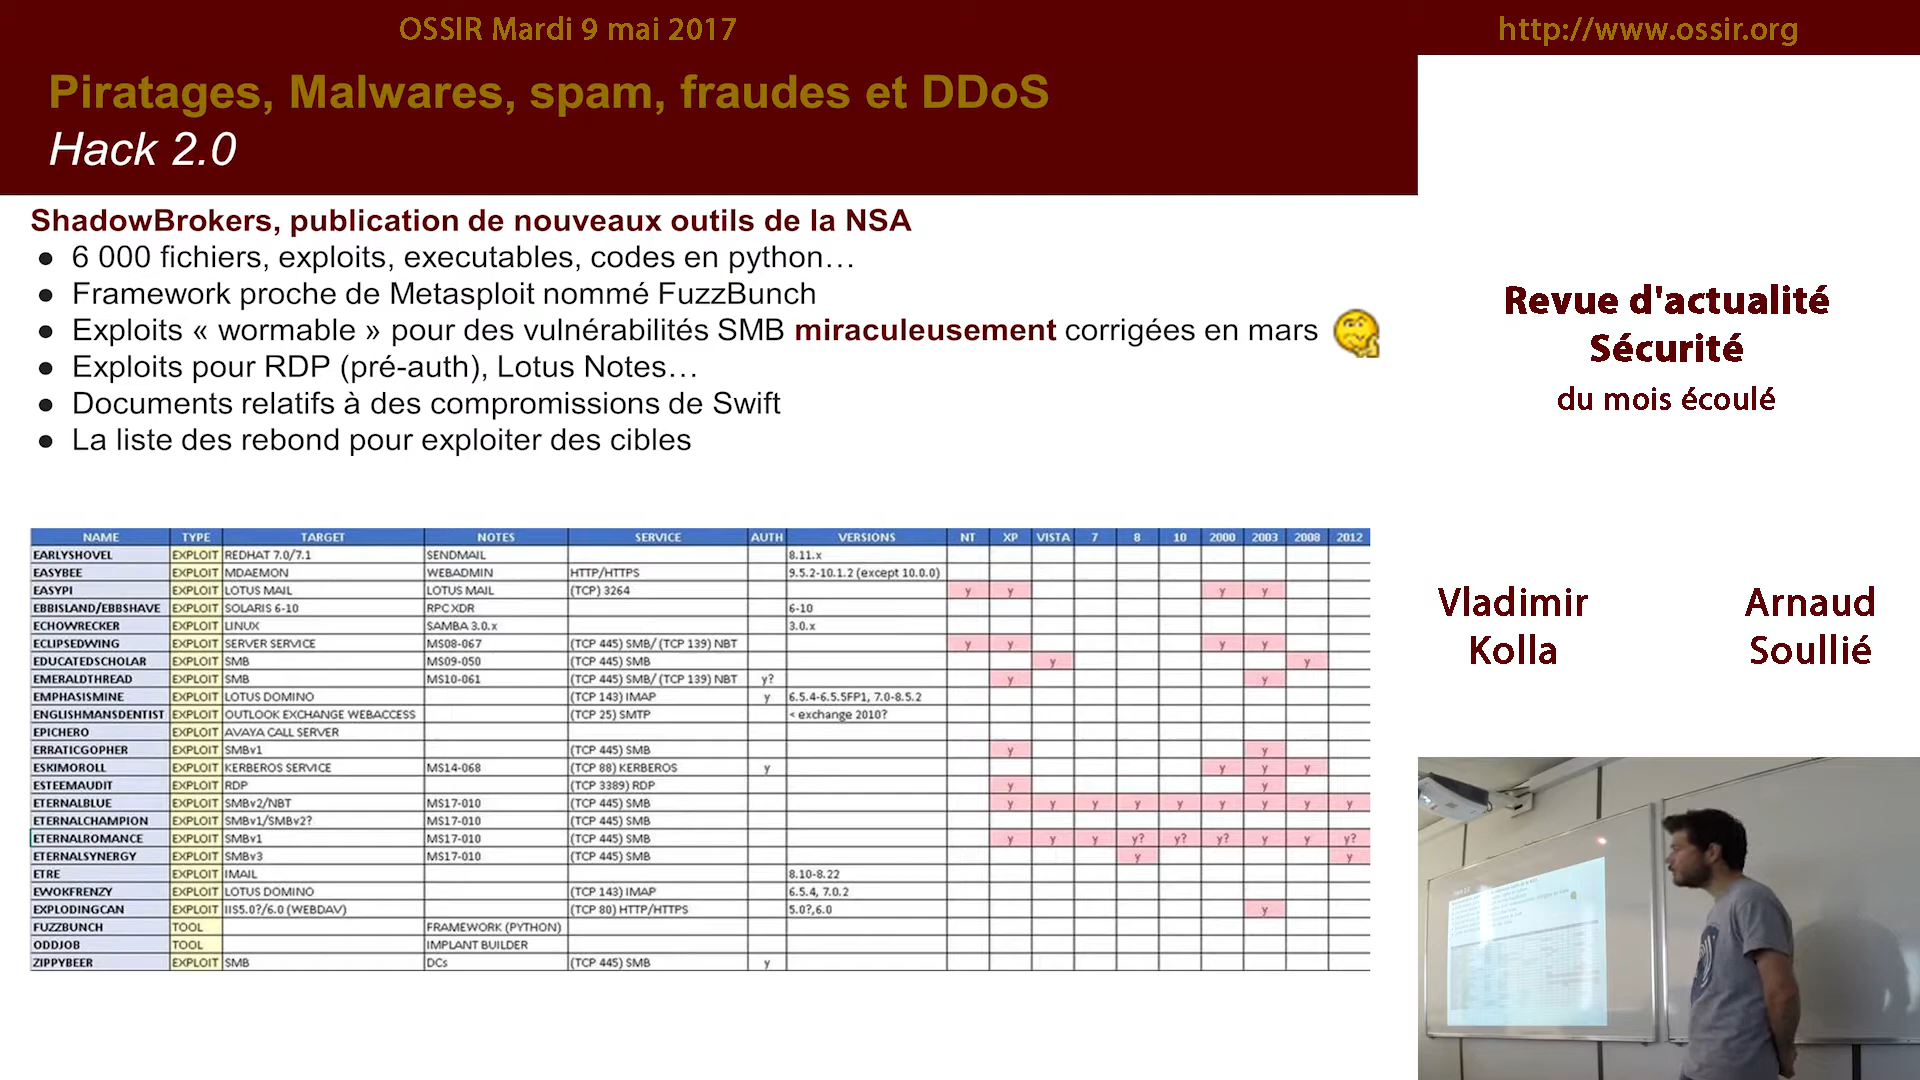 OSSIR Mardi 9 mai 2017
http://www.ossir.org
Piratages, Malwares, spam, fraudes et DDoS
Hack 2.0
ShadowBrokers, publication de nouveaux outils de la NSA
● 6 000 fichiers, exploits, executables, codes en python…
● Framework proche de Metasploit nommé FuzzBunch
● Exploits « wormable » pour des vulnérabilités SMB miraculeusement corrigées en mars
● Exploits pour RDP (pré-auth), Lotus Notes…
● Documents relatifs à des compromissions de Swift
● La liste des rebond pour exploiter des cibles
NAME TYPE TARGET NOTES SERVICE AUTH VERSIONS NT XP VISTA 7 8 10 2000 2003 2008 2012
EARLYSHOVEL EXPLOIT REDHAT 7.0/7.1 SENDMAIL 8.11.x
EASYBEE EXPLOIT MDAEMON WEBADMIN HTTP/HTTPS 9.5.2-10.1.2 (except 10.0.0)
EASYPI EXPLOIT LOTUS MAIL LOTUS MAIL (TCP) 3264 y y y y
EBBISLAND/EBBSHAVE EXPLOIT SOLARIS 6-10 RPC XDR 6-10
ECHOWRECKER EXPLOIT LINUX SAMBA 3.0.x 3.0.x
ECLIPSEDWING EXPLOIT SERVER SERVICE MS08-067 (TCP 445) SMB/ (TCP 139) NBT y y y y
EDUCATEDSCHOLAR EXPLOIT SMB MS09-050 (TCP 445) SMB y y
EMERALDTHREAD EXPLOIT SMB MS10-061 (TCP 445) SMB/ (TCP 139) NBT y? y y
EMPHASISMINE EXPLOIT LOTUS DOMINO (TCP 143) IMAP y 6.5.4-6.5.5FP1, 7.0-8.5.2
ENGLISHMANSDENTIST EXPLOIT OUTLOOK EXCHANGE WEBACCESS (TCP 25) SMTP < exchange 2010?
EPICHERO EXPLOIT AVAYA CALL SERVER
ERRATICGOPHER EXPLOIT SMBv1 (TCP 445) SMB y y
ESKIMOROLL EXPLOIT KERBEROS SERVICE MS14-068 (TCP 88) KERBEROS y y y y
ESTEEMAUDIT EXPLOIT RDP (TCP 3389) RDP y y
ETERNALBLUE EXPLOIT SMBv2/NBT MS17-010 (TCP 445) SMB y y y y y y y y y
ETERNALCHAMPION EXPLOIT SMBv1/SMBv2? MS17-010 (TCP 445) SMB
ETERNALROMANCE EXPLOIT SMBv1 MS17-010 (TCP 445) SMB y y y y? y? y? y y y?
ETERNALSYNERGY EXPLOIT SMBv3 MS17-010 (TCP 445) SMB y y
ETRE EXPLOIT IMAIL 8.10-8.22
EWOKFRENZY EXPLOIT LOTUS DOMINO (TCP 143) IMAP 6.5.4, 7.0.2
EXPLODINGCAN EXPLOIT IIS5.0?/6.0 (WEBDAV) (TCP 80) HTTP/HTTPS 5.0?,6.0 y
FUZZBUNCH TOOL FRAMEWORK (PYTHON)
ODDJOB TOOL IMPLANT BUILDER
ZIPPYBEER EXPLOIT SMB DCs (TCP 445) SMB y
Revue d'actualité
Sécurité
du mois écoulé
Vladimir
Kolla
Arnaud
Soullié